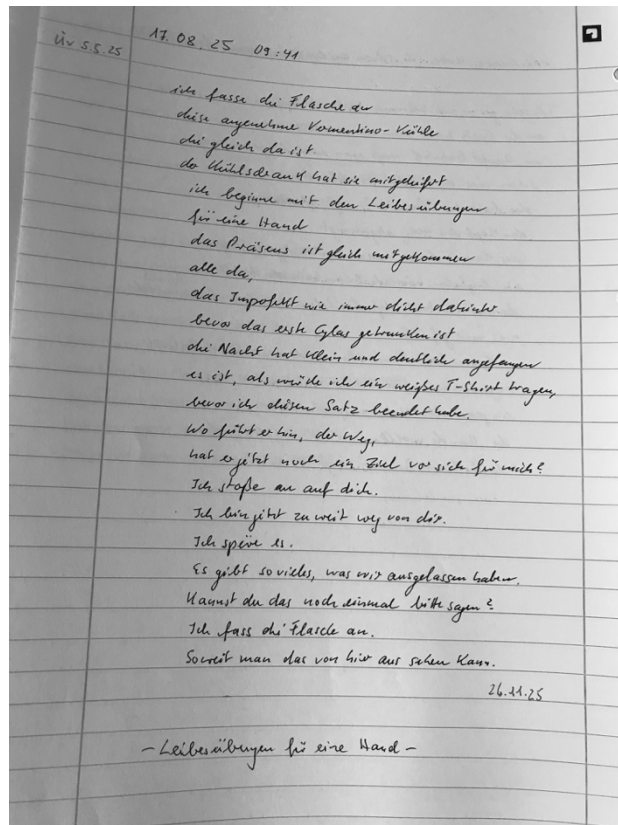 Üv 5.5.25
17.08.25 09:41
ich fasse die Flasche an
diese angenehme Vermentino-Kühle
die gleich da ist
der Kühlschrank hat sie mitgeliefert
ich beginne mit den Leibesübungen
für eine Hand
das Präsens ist gleich mitgekommen
alle da,
das Imperfekt wie immer dicht dahinter
bevor das erste Glas getrunken ist
die Nacht hat klein und deutlich angefangen
es ist, als würde ich ein weißes T-Shirt tragen,
bevor ich diesen Satz beendet habe.
Wo führt er hin, der Weg,
hat er jetzt noch ein Ziel vor sich für mich?
Ich stoße an auf dich.
Ich bin jetzt zu weit weg von dir.
Ich spüre es.
Es gibt so vieles, was wir ausgelassen haben.
Kannst du das noch einmal bitte sagen?
Ich fass die Flasche an.
Soweit man das von hier aus sehen kann.
26.11.25
- Leibesübungen für eine Hand -